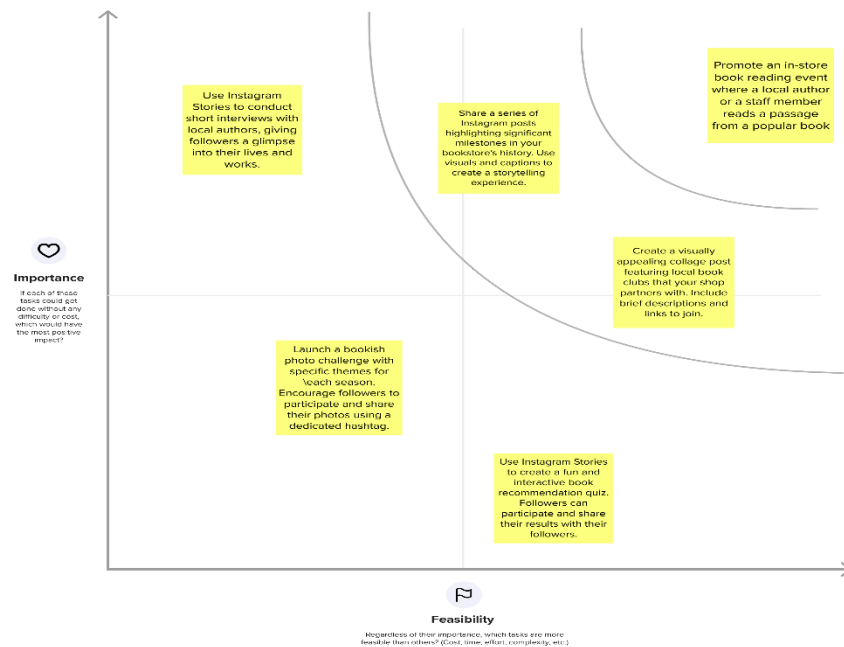 Use Instagram
Stories to conduct
short interviews with
local authors, giving
followers a glimpse
into their lives and
works.
Share a series of
Instagram posts
highlighting significant
milestones in your
bookstore's history. Use
visuals and captions to
create a storytelling
experience.
Promote an in-store
book reading event
where a local author
or a staff member
reads a passage
from a popular book
Create a visually
appealing collage post
featuring local book
clubs that your shop
partners with. Include
brief descriptions and
links to join.
Importance
If each of these
tasks could get
done without any
difficulty or cost,
which would have
the most positive
impact?
Launch a bookish
photo challenge with
specific themes for
\each season.
Encourage followers to
participate and share
their photos using a
dedicated hashtag.
Use Instagram Stories
to create a fun and
interactive book
recommendation quiz.
Followers can
participate and share
their results with their
followers.
Feasibility
Regardless of their importance, which tasks are more
feasible than others? (Cost, time, effort, complexity, etc.)